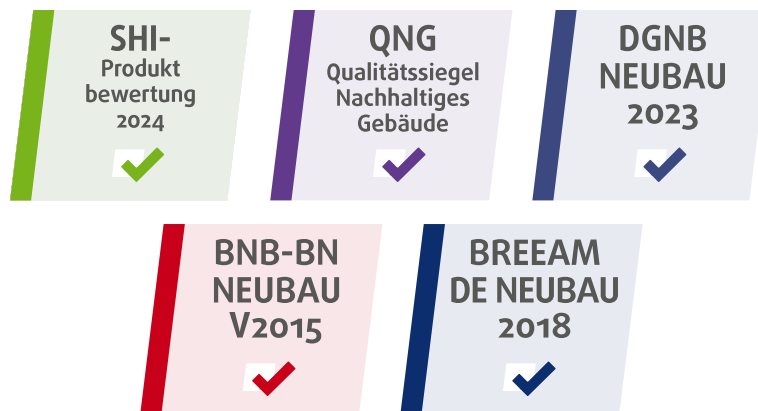 SHI-
Produkt
bewertung
2024
QNG
Qualitätssiegel
Nachhaltiges
Gebäude
DGNB
NEUBAU
2023
BNB-BN
NEUBAU
V2015
BREEAM
DE NEUBAU
2018